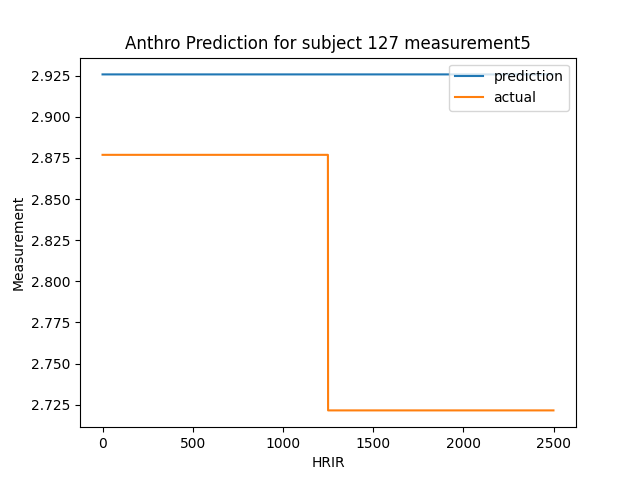 Anthro Prediction for subject 127 measurement5
prediction
actual
Measurement
2.925
2.900
2.875
2.850
2.825
2.800
2.775
2.750
2.725
0 500 1000 1500 2000 2500
HRIR